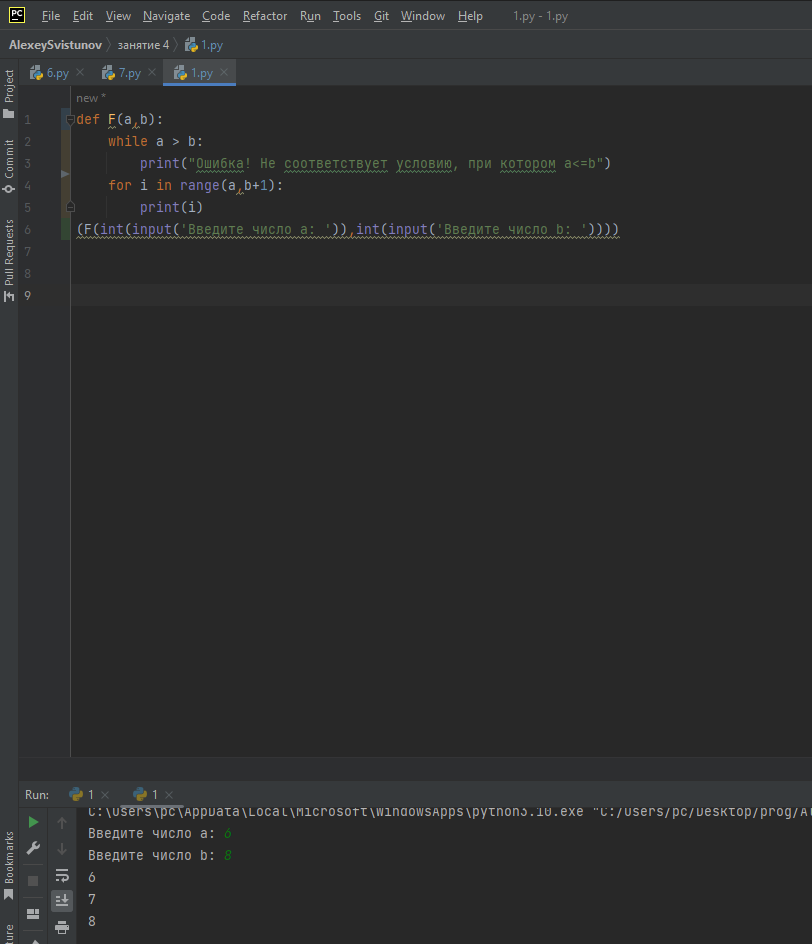 PC File Edit View Navigate Code Refactor Run Tools Git Window Help 1.py - 1.py
AlexeySvistunov занятие 4 1.py
6.py 7.py 1.py
Project
Commit
Pull Requests
new *
1 def F(a,b):
2 while a > b:
3 print("Ошибка! Не соответствует условию, при котором a<=b")
4 for i in range(a,b+1):
5 print(i)
6 (F(int(input('Введите число a: ')),int(input('Введите число b: '))))
7
8
9
Run: 1 1
C:\Users\pc\AppData\Local\Microsoft\WindowsApps\python3.10.exe "C:/Users/pc/Desktop/prog/Al
Введите число a: 6
Введите число b: 8
6
7
8
Bookmarks
ture